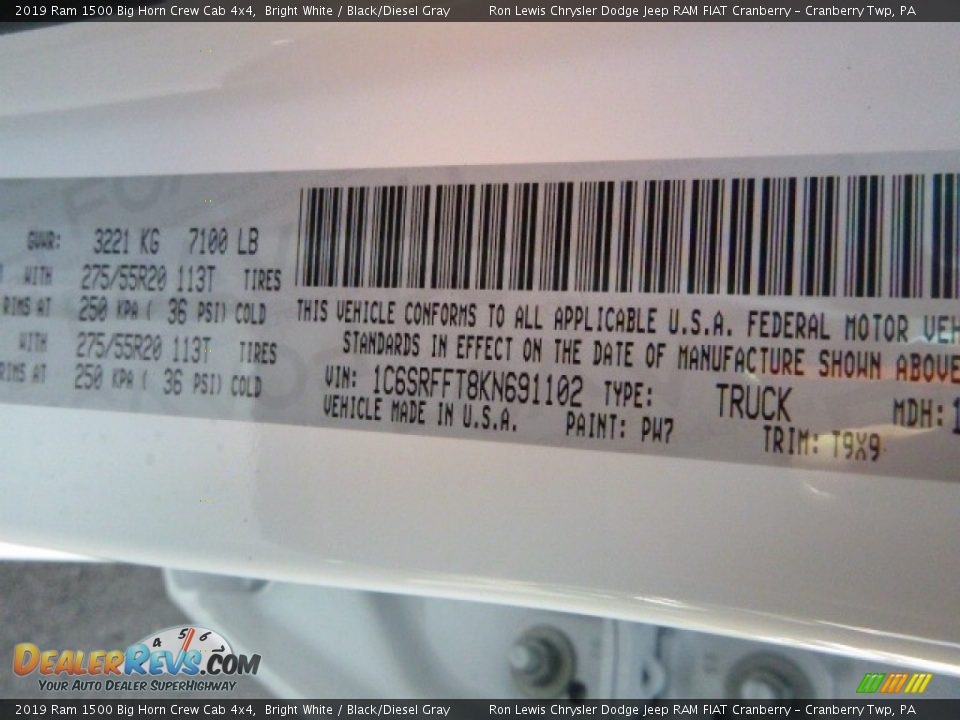 2019 Ram 1500 Big Horn Crew Cab 4x4, Bright White / Black/Diesel Gray Ron Lewis Chrysler Dodge Jeep RAM FIAT Cranberry - Cranberry Twp, PA
GVWR: 3221 KG 7100 LB
WITH 275/55R20 113T TIRES
RIMS AT 250 KPA ( 36 PSI) COLD
WITH 275/55R20 113T TIRES
RIMS AT 250 KPA ( 36 PSI) COLD
THIS VEHICLE CONFORMS TO ALL APPLICABLE U.S.A. FEDERAL MOTOR VEH
STANDARDS IN EFFECT ON THE DATE OF MANUFACTURE SHOWN ABOVE
VIN: 1C6SRFFT8KN691102 TYPE: TRUCK MDH: 1
VEHICLE MADE IN U.S.A. PAINT: PW7 TRIM: T9X9
4 5 6
DEALERREVS.COM
YOUR AUTO DEALER SUPERHIGHWAY
2019 Ram 1500 Big Horn Crew Cab 4x4, Bright White / Black/Diesel Gray Ron Lewis Chrysler Dodge Jeep RAM FIAT Cranberry - Cranberry Twp, PA